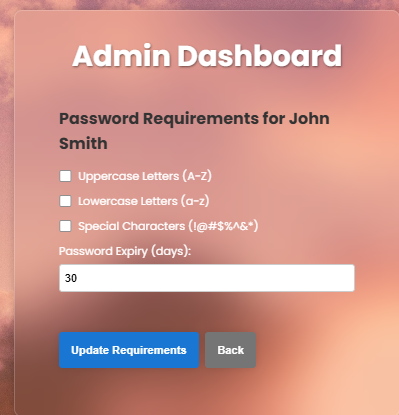 Admin Dashboard
Password Requirements for John
Smith
Uppercase Letters (A-Z)
Lowercase Letters (a-z)
Special Characters (!@#$%^&*)
Password Expiry (days):
30
Update Requirements
Back